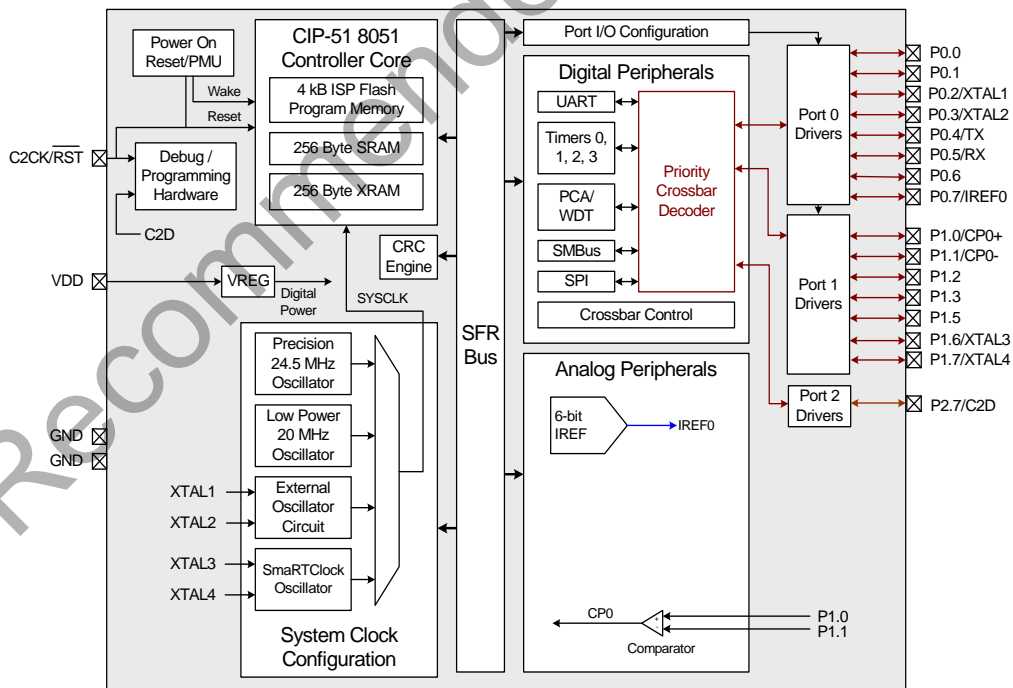 Recommended
Power On
Reset/PMU
Wake
Reset
C2CK/RST
Debug /
Programming
Hardware
C2D
VDD
VREG
Digital
Power
GND
GND
CIP-51 8051
Controller Core
4 kB ISP Flash
Program Memory
256 Byte SRAM
256 Byte XRAM
CRC
Engine
SYSCLK
Precision
24.5 MHz
Oscillator
Low Power
20 MHz
Oscillator
XTAL1
XTAL2
External
Oscillator
Circuit
XTAL3
XTAL4
SmaRTClock
Oscillator
System Clock
Configuration
SFR
Bus
Port I/O Configuration
Digital Peripherals
UART
Timers 0,
1, 2, 3
PCA/
WDT
SMBus
SPI
Priority
Crossbar
Decoder
Crossbar Control
Analog Peripherals
6-bit
IREF
IREF0
CP0
+
-
Comparator
P1.0
P1.1
Port 0
Drivers
Port 1
Drivers
Port 2
Drivers
P0.0
P0.1
P0.2/XTAL1
P0.3/XTAL2
P0.4/TX
P0.5/RX
P0.6
P0.7/IREF0
P1.0/CP0+
P1.1/CP0-
P1.2
P1.3
P1.5
P1.6/XTAL3
P1.7/XTAL4
P2.7/C2D